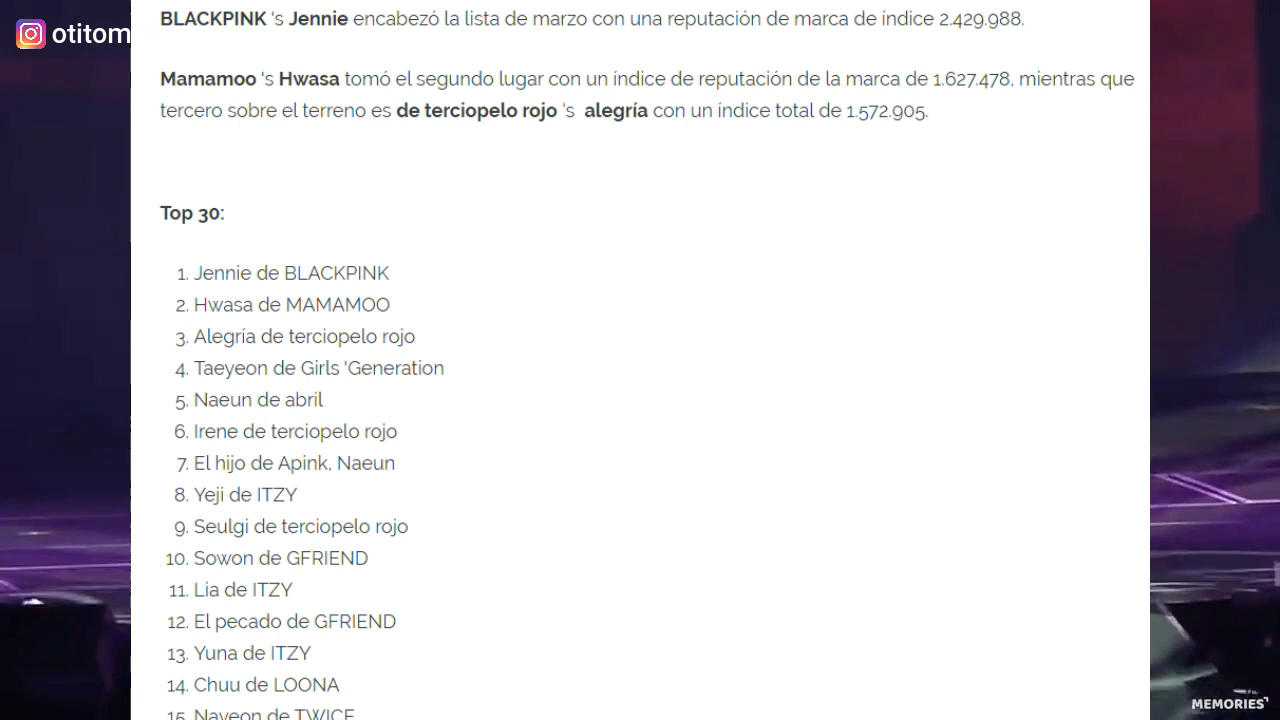 BLACKPINK 's Jennie encabezó la lista de marzo con una reputación de marca de índice 2.429.988.
otitom
Mamamoo 's Hwasa tomó el segundo lugar con un índice de reputación de la marca de 1.627.478, mientras que
tercero sobre el terreno es de terciopelo rojo 's alegría con un índice total de 1.572.905.
Top 30:
1. Jennie de BLACKPINK
2. Hwasa de MAMAMOO
3. Alegría de terciopelo rojo
4. Taeyeon de Girls 'Generation
5. Naeun de abril
6. Irene de terciopelo rojo
7. El hijo de Apink, Naeun
8. Yeji de ITZY
9. Seulgi de terciopelo rojo
10. Sowon de GFRIEND
11. Lia de ITZY
12. El pecado de GFRIEND
13. Yuna de ITZY
14. Chuu de LOONA
15. Nayeon de TWICE
MEMORIES